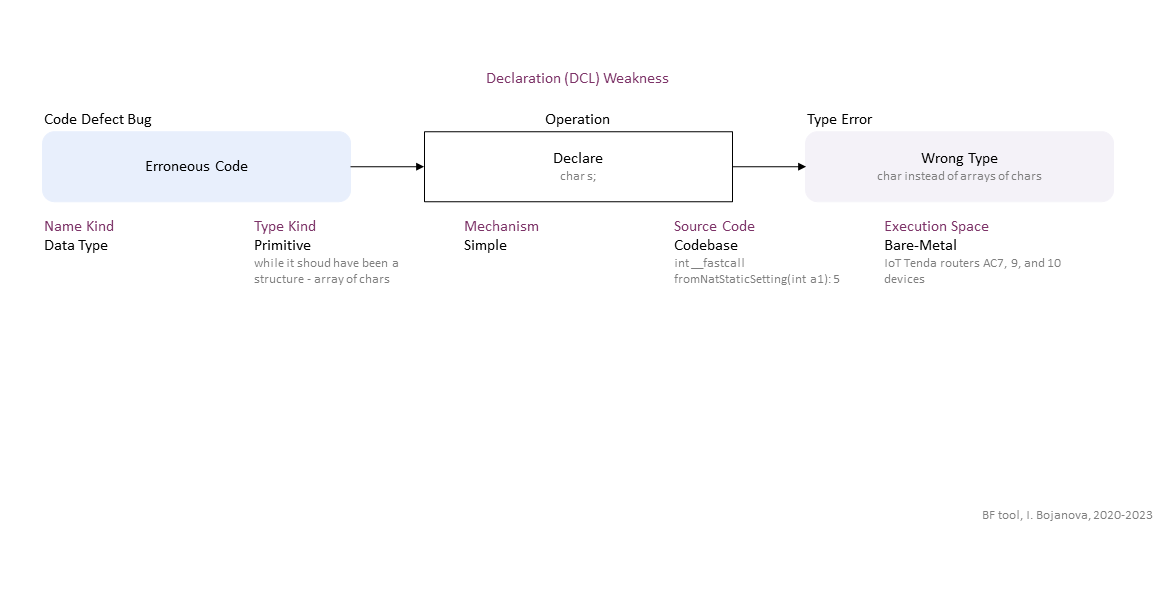 Declaration (DCL) Weakness
Code Defect Bug
Operation
Type Error
Erroneous Code
Declare
char s;
Wrong Type
char instead of arrays of chars
Name Kind
Data Type
Type Kind
Primitive
while it shoud have been a
structure - array of chars
Mechanism
Simple
Source Code
Codebase
int __fastcall
fromNatStaticSetting(int a1): 5
Execution Space
Bare-Metal
IoT Tenda routers AC7, 9, and 10
devices
BF tool, I. Bojanova, 2020-2023